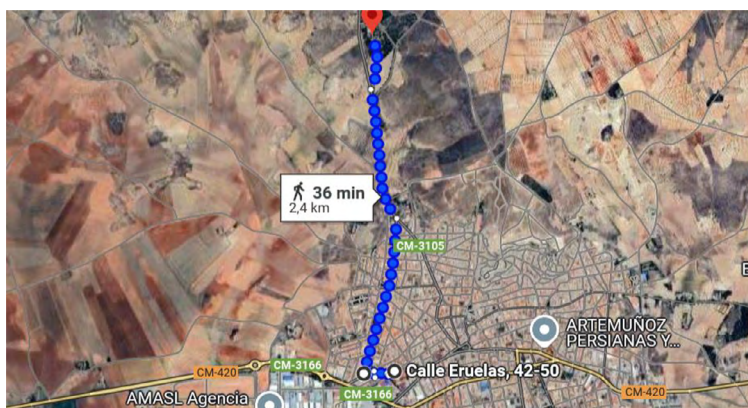 36 min
2,4 km
CM-3105
E
ARTEMUÑOZ
PERSIANAS Y...
CM-420
CM-3166
Calle Eruelas, 42-50
CM-3166
CM-420
AMASL Agencia